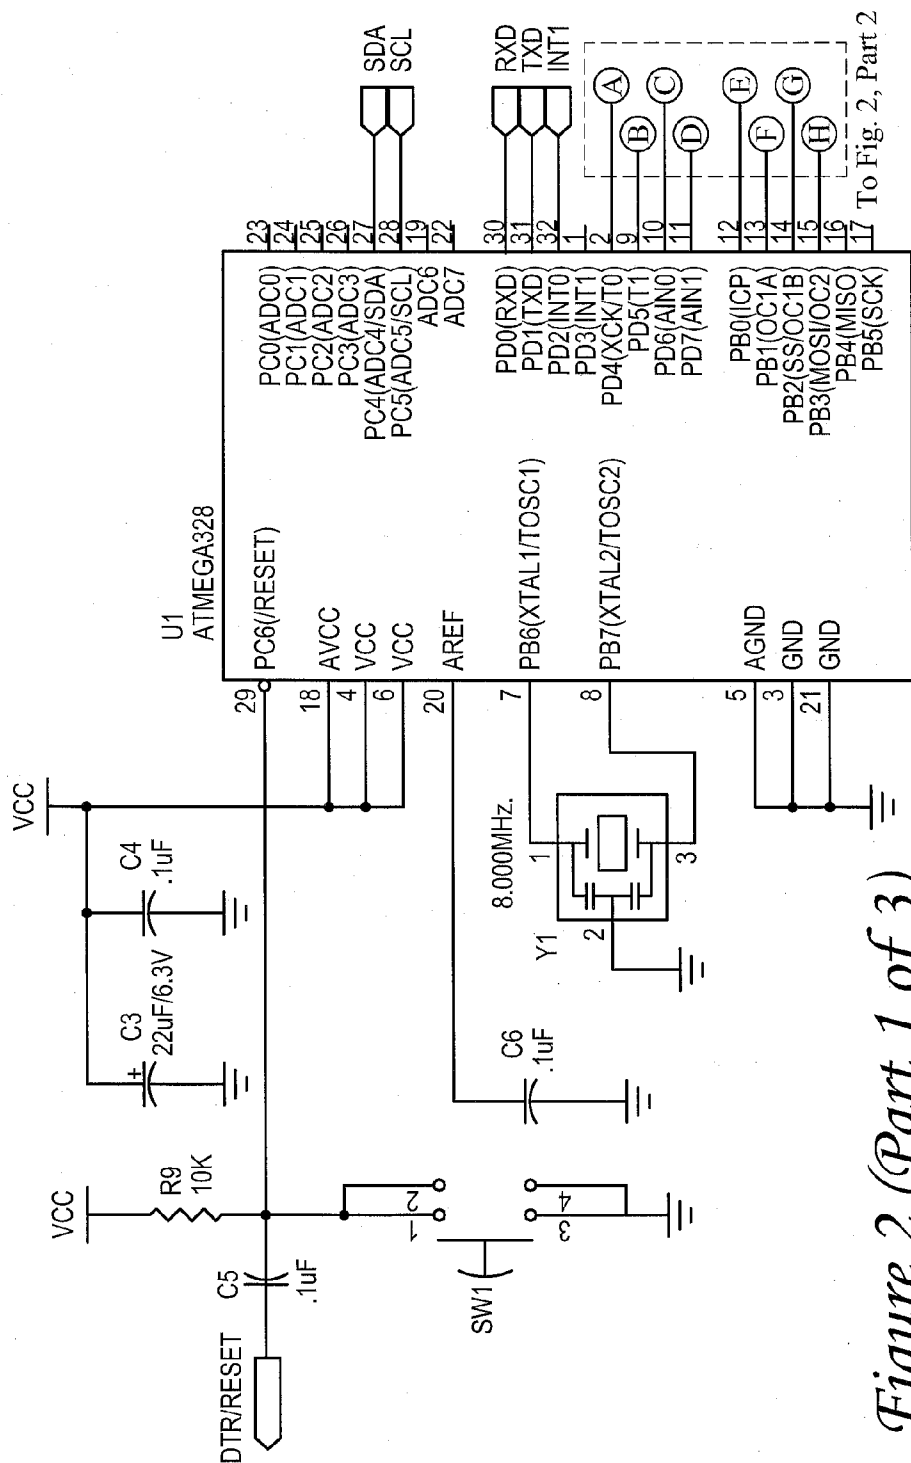 VCC
VCC
R9
10K
C3
+
22uF/6.3V
C4
.1uF
DTR/RESET
C5
.1uF
SW1
1
2
3
4
C6
.1uF
8.000MHz.
Y1
1
2
3
U1
ATMEGA328
29
PC6(/RESET)
18
AVCC
4
VCC
6
VCC
20
AREF
7
PB6(XTAL1/TOSC1)
8
PB7(XTAL2/TOSC2)
5
AGND
3
GND
21
GND
PC0(ADC0)
23
PC1(ADC1)
24
PC2(ADC2)
25
PC3(ADC3)
26
PC4(ADC4/SDA)
27
SDA
PC5(ADC5/SCL)
28
SCL
ADC6
19
ADC7
22
PD0(RXD)
30
RXD
PD1(TXD)
31
TXD
PD2(INT0)
32
INT1
PD3(INT1)
1
PD4(XCK/T0)
2
A
PD5(T1)
9
B
PD6(AIN0)
10
C
PD7(AIN1)
11
D
PB0(ICP)
12
E
PB1(OC1A)
13
F
PB2(SS/OC1B)
14
G
PB3(MOSI/OC2)
15
H
PB4(MISO)
16
PB5(SCK)
17
To Fig. 2, Part 2
Figure 2 (Part 1 of 3)